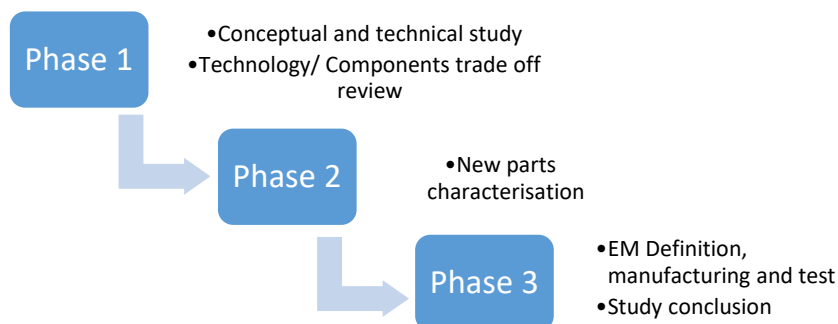 Phase 1
•Conceptual and technical study
•Technology/ Components trade off
review
Phase 2
•New parts
characterisation
Phase 3
•EM Definition,
manufacturing and test
•Study conclusion